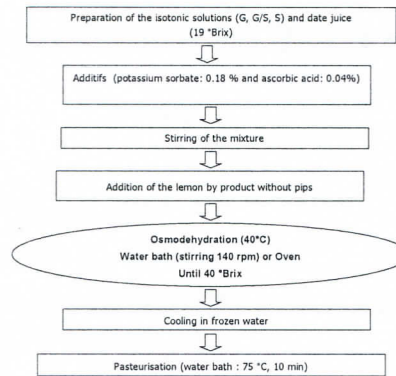 Preparation of the isotonic solutions (G, G/S, S) and date juice
(19 °Brix)
Additifs (potassium sorbate: 0.18 % and ascorbic acid: 0.04%)
Stirring of the mixture
Addition of the lemon by product without pips
Osmodehydration (40°C)
Water bath (stirring 140 rpm) or Oven
Until 40 °Brix
Cooling in frozen water
Pasteurisation (water bath : 75 °C, 10 min)